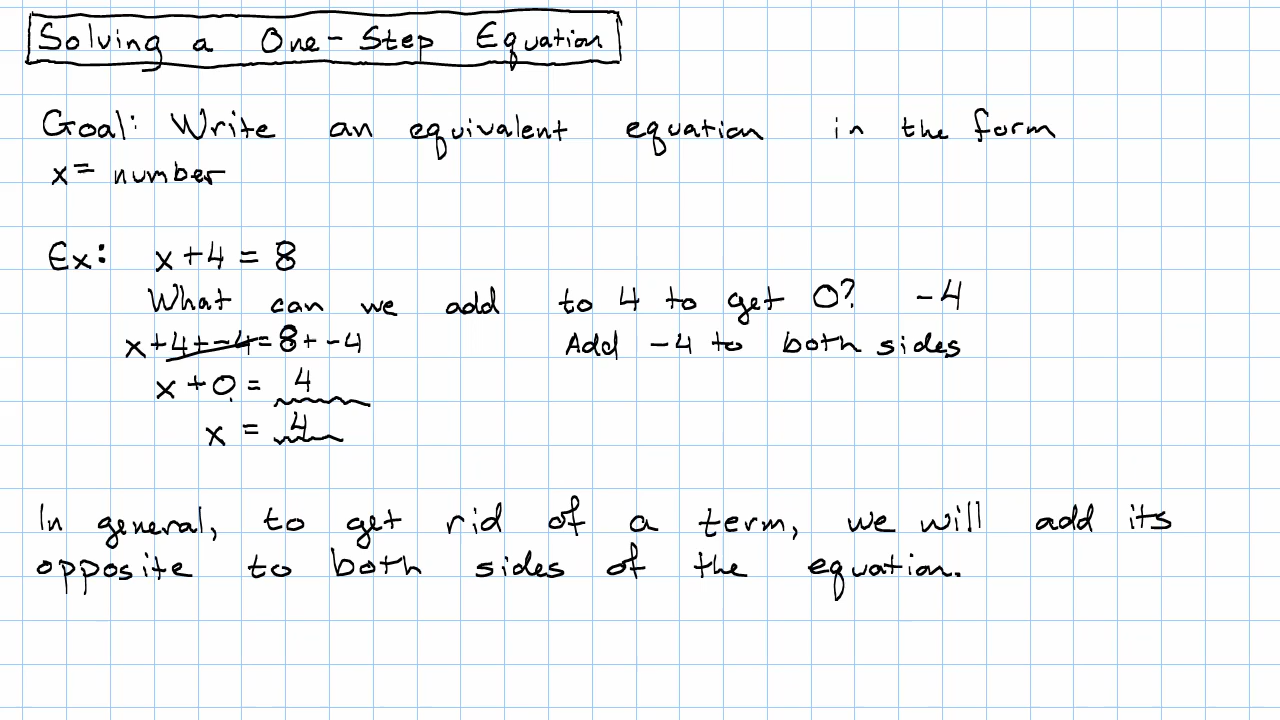 Solving a One-Step Equation
Goal: Write an equivalent equation in the form
x = number
Ex: x + 4 = 8
What can we add to 4 to get 0? -4
x + 4 + -4 = 8 + -4 Add -4 to both sides
x + 0 = 4
x = 4
In general, to get rid of a term, we will add its
opposite to both sides of the equation.